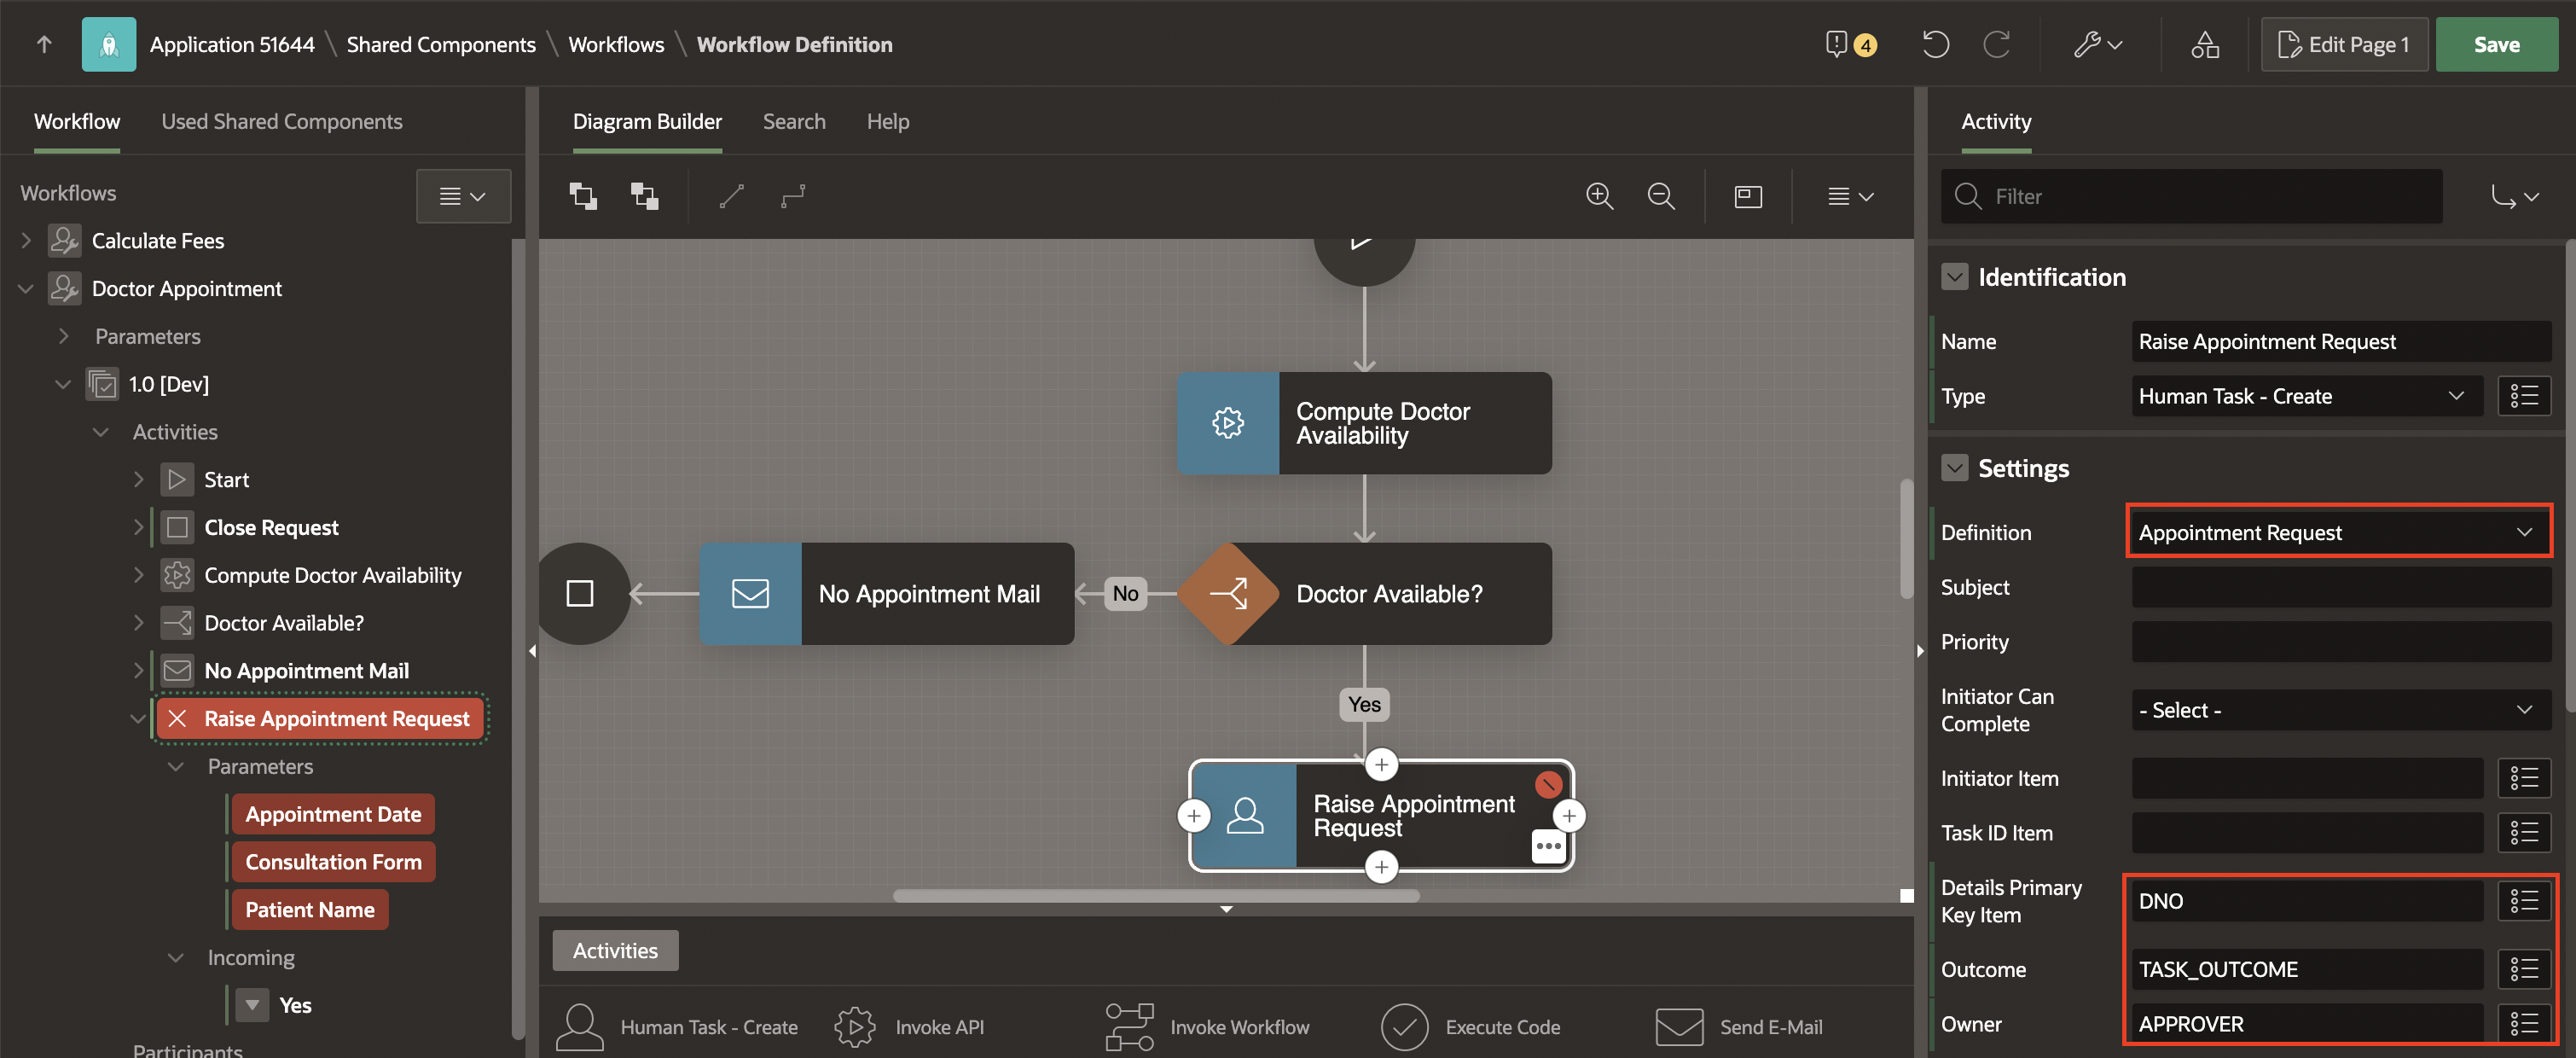 Application 51644 \ Shared Components \ Workflows \ Workflow Definition
4
Edit Page 1
Save
Workflow
Used Shared Components
Workflows
Calculate Fees
Doctor Appointment
Parameters
1.0 [Dev]
Activities
Start
Close Request
Compute Doctor Availability
Doctor Available?
No Appointment Mail
Raise Appointment Request
Parameters
Appointment Date
Consultation Form
Patient Name
Incoming
Yes
Participants
Diagram Builder
Search
Help
Compute Doctor
Availability
No Appointment Mail
No
Doctor Available?
Yes
Raise Appointment
Request
Activities
Human Task - Create
Invoke API
Invoke Workflow
Execute Code
Send E-Mail
Activity
Filter
Identification
Name
Raise Appointment Request
Type
Human Task - Create
Settings
Definition
Appointment Request
Subject
Priority
Initiator Can
Complete
- Select -
Initiator Item
Task ID Item
Details Primary
Key Item
DNO
Outcome
TASK_OUTCOME
Owner
APPROVER